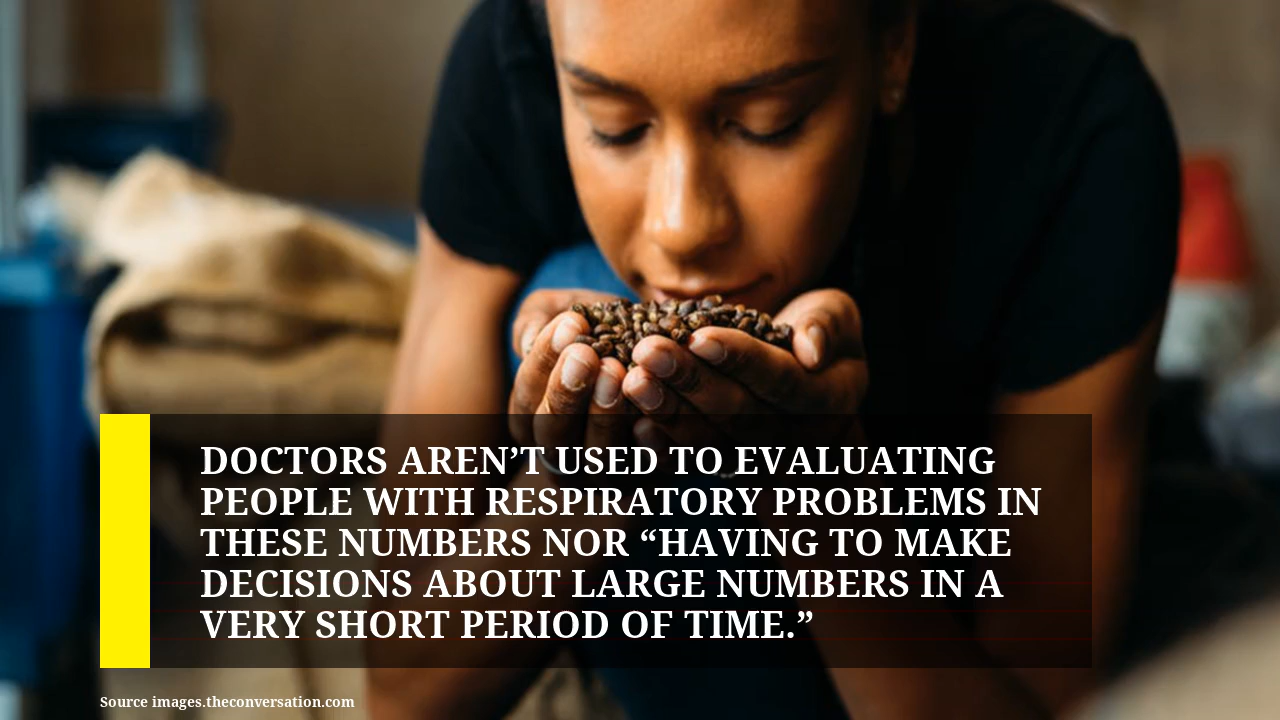 DOCTORS AREN’T USED TO EVALUATING
PEOPLE WITH RESPIRATORY PROBLEMS IN
THESE NUMBERS NOR “HAVING TO MAKE
DECISIONS ABOUT LARGE NUMBERS IN A
VERY SHORT PERIOD OF TIME.”
Source images.theconversation.com